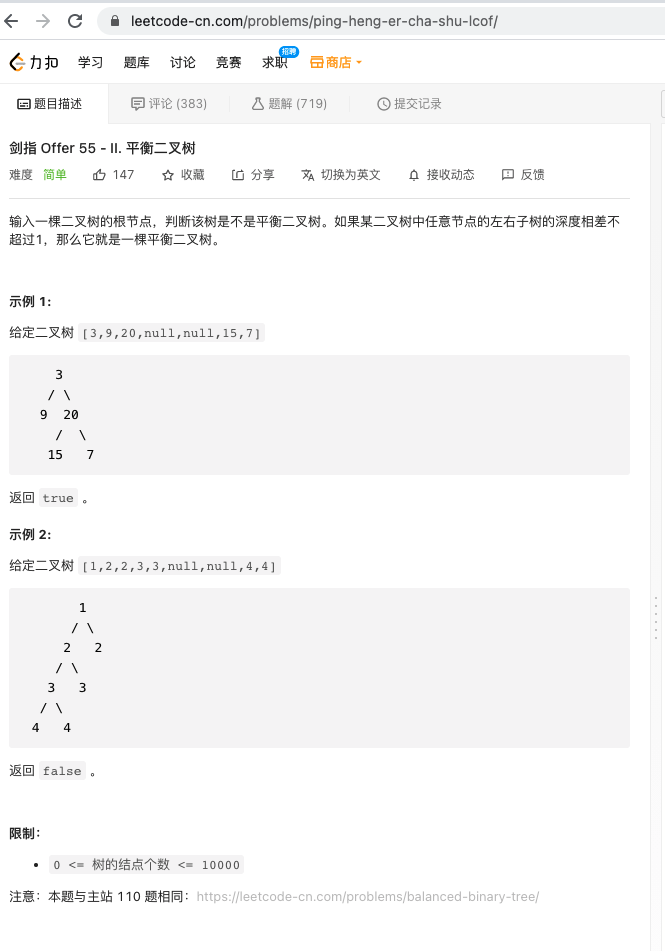 leetcode-cn.com/problems/ping-heng-er-cha-shu-lcof/
力扣 学习 题库 讨论 竞赛 求职 招聘 商店
题目描述 评论 (383) 题解 (719) 提交记录
剑指 Offer 55 - II. 平衡二叉树
难度 简单 147 收藏 分享 切换为英文 接收动态 反馈
输入一棵二叉树的根节点，判断该树是不是平衡二叉树。如果某二叉树中任意节点的左右子树的深度相差不
超过1，那么它就是一棵平衡二叉树。
示例 1:
给定二叉树 [3,9,20,null,null,15,7]
3
/ \
9 20
/ \
15 7
返回 true 。
示例 2:
给定二叉树 [1,2,2,3,3,null,null,4,4]
1
/ \
2 2
/ \
3 3
/ \
4 4
返回 false 。
限制：
• 0 <= 树的结点个数 <= 10000
注意：本题与主站 110 题相同：https://leetcode-cn.com/problems/balanced-binary-tree/